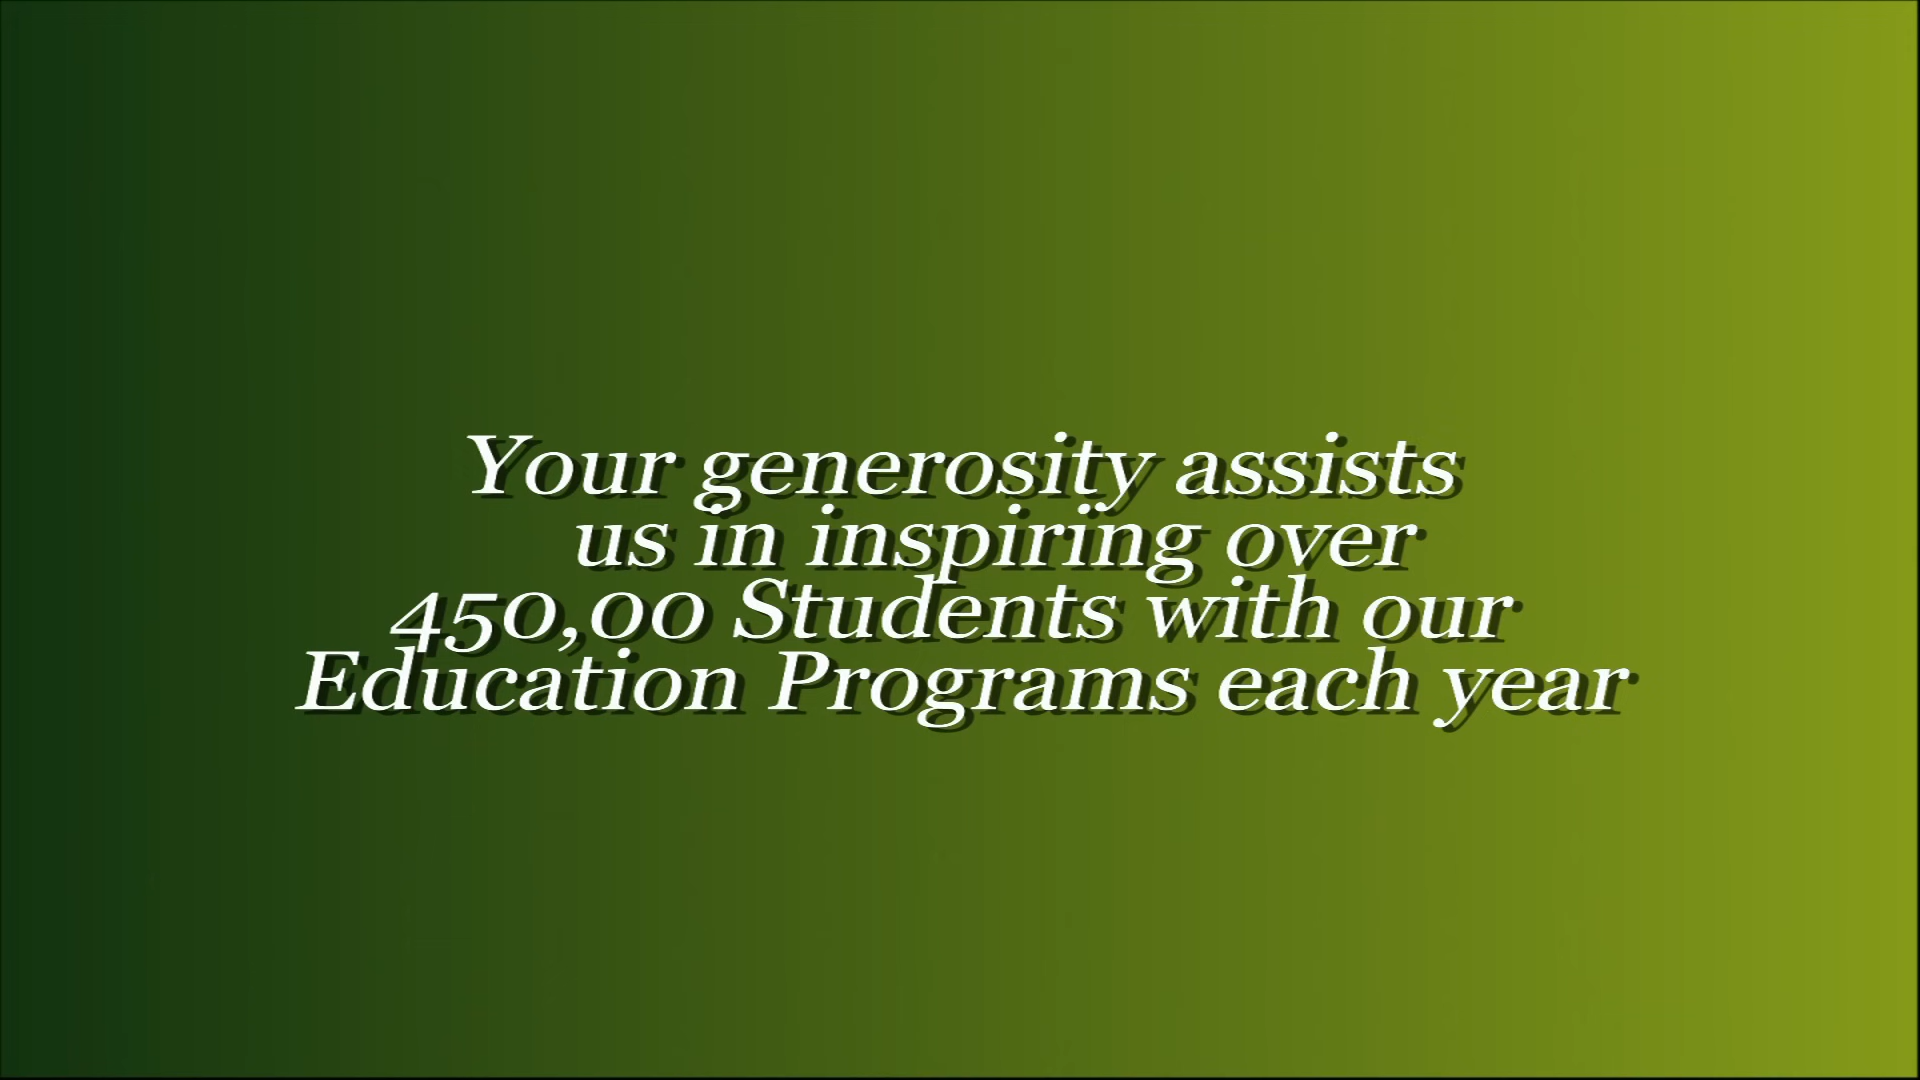 Your generosity assists
us in inspiring over
450,00 Students with our
Education Programs each year